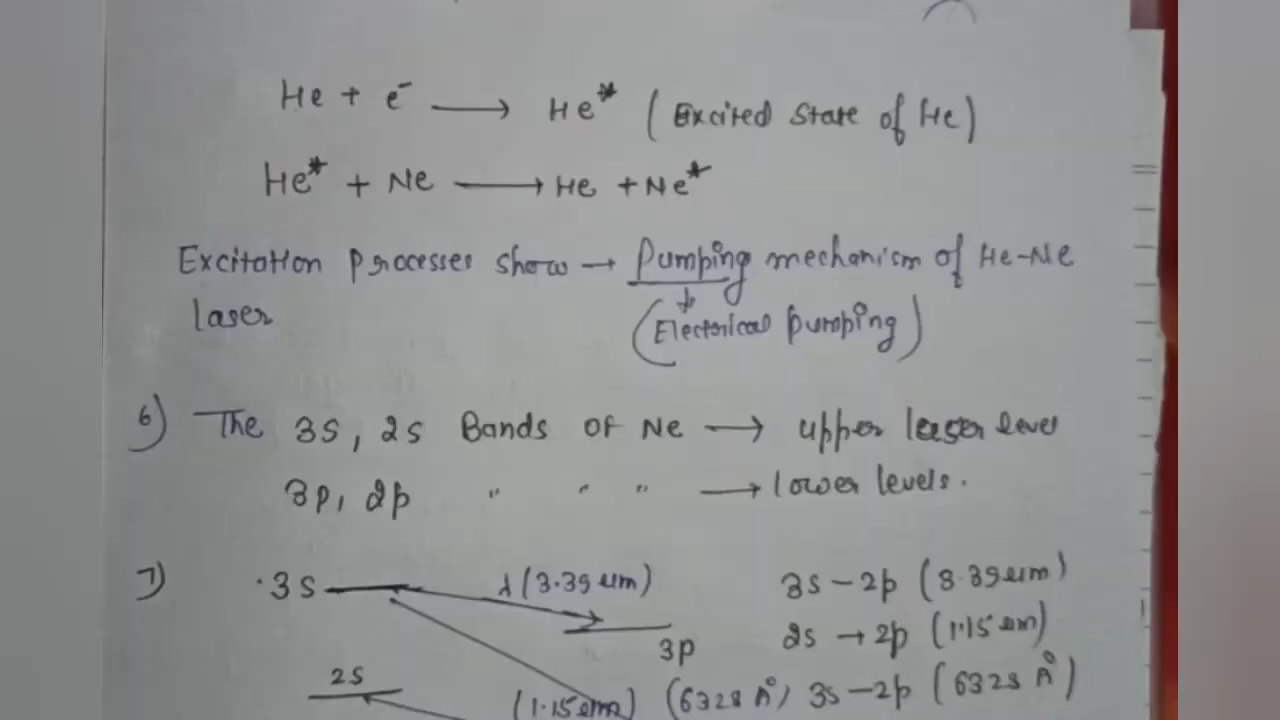 He + e⁻ ⟶ He* (Excited State of He)
He* + Ne ⟶ He + Ne*
Excitation processes show → Pumping mechanism of He-Ne
laser
(Electrical pumping)
6) The 3s, 2s Bands of Ne ⟶ upper laser level
3p, 2p " " " ⟶ lower levels.
7) 3s λ(3.39 μm) 3s - 2p (3.39 μm)
3p 2s → 2p (1.15 μm)
2s (1.15 μm) (6328 A°) 3s - 2p (6328 A°)